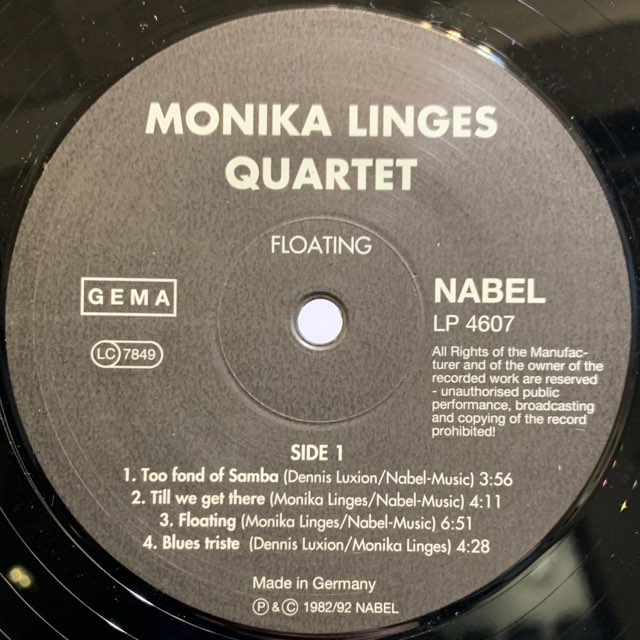 MONIKA LINGES
QUARTET
FLOATING
GEMA
LC 7849
NABEL
LP 4607
All Rights of the Manufac-
turer and of the owner of the
recorded work are reserved
- unauthorised public
performance, broadcasting
and copying of the record
prohibited!
SIDE 1
1. Too fond of Samba (Dennis Luxion/Nabel-Music) 3:56
2. Till we get there (Monika Linges/Nabel-Music) 4:11
3. Floating (Monika Linges/Nabel-Music) 6:51
4. Blues triste (Dennis Luxion/Monika Linges) 4:28
Made in Germany
Ⓟ & © 1982/92 NABEL